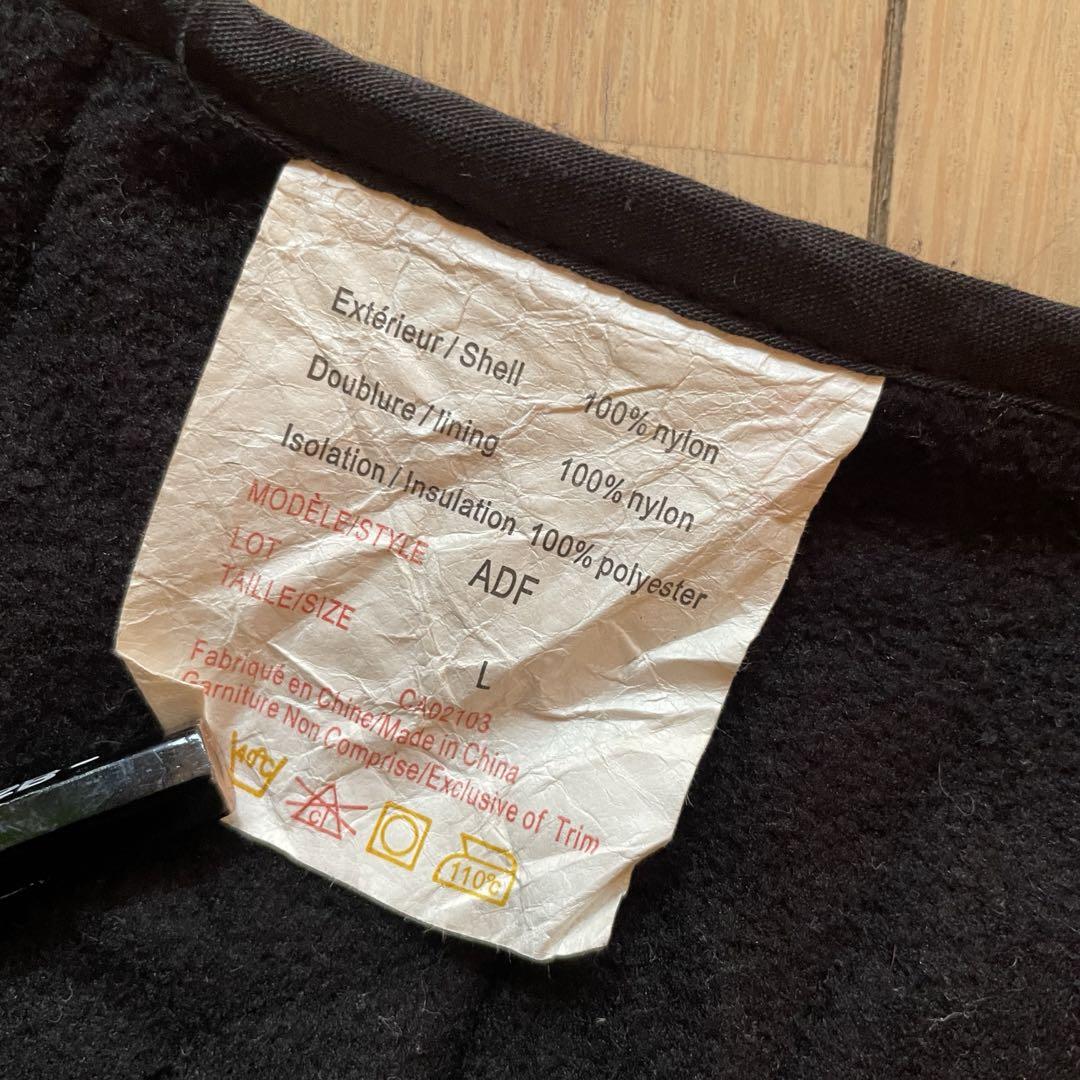 Extérieur / Shell 100% nylon
Doublure / lining 100% nylon
Isolation / Insulation 100% polyester
MODÈLE/STYLE ADF
LOT
TAILLE/SIZE L
CA02103
Fabriqué en Chine/Made in China
Garniture Non Comprise/Exclusive of Trim
40°C
cl
110°C